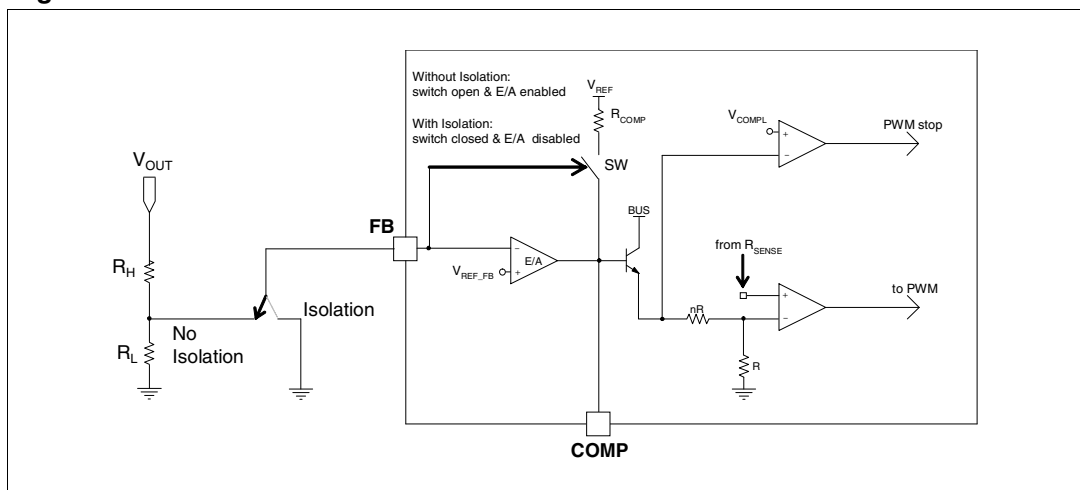 Without Isolation:
switch open & E/A enabled
With Isolation:
switch closed & E/A disabled
VREF
RCOMP
SW
VCOMPL
+
-
PWM stop
VOUT
FB
BUS
-
E/A
VREF_FB
+
from RSENSE
RH
Isolation
+
-
to PWM
nR
No
Isolation
RL
R
COMP